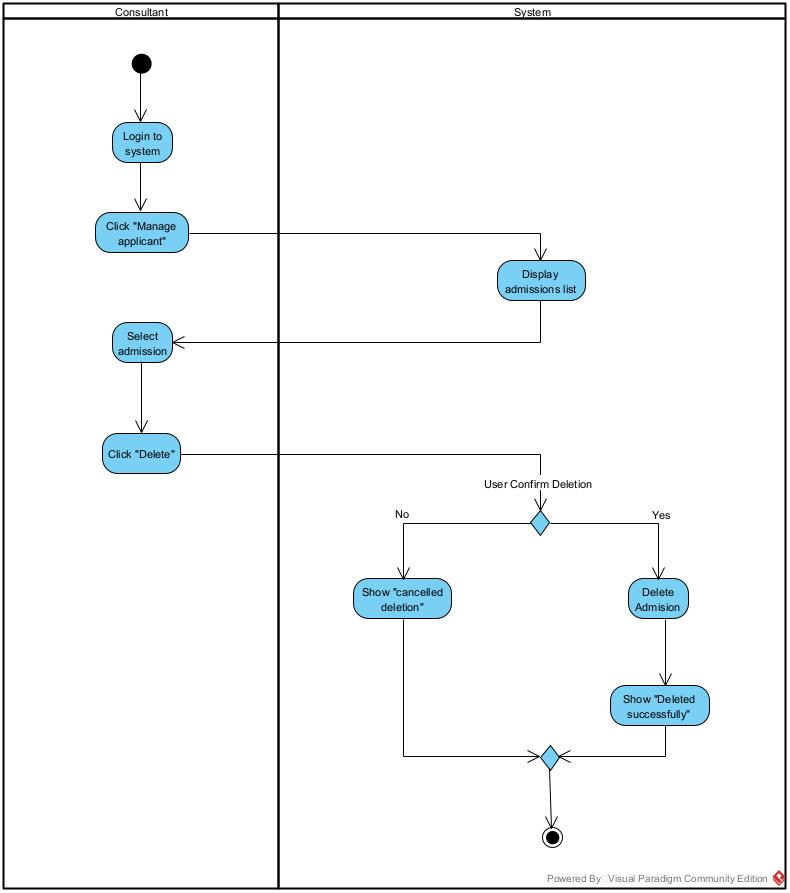 Consultant
System
Login to
system
Click "Manage
applicant"
Display
admissions list
Select
admission
Click "Delete"
User Confirm Deletion
No
Yes
Show "cancelled
deletion"
Delete
Admision
Show "Deleted
successfully"
Powered By Visual Paradigm Community Edition